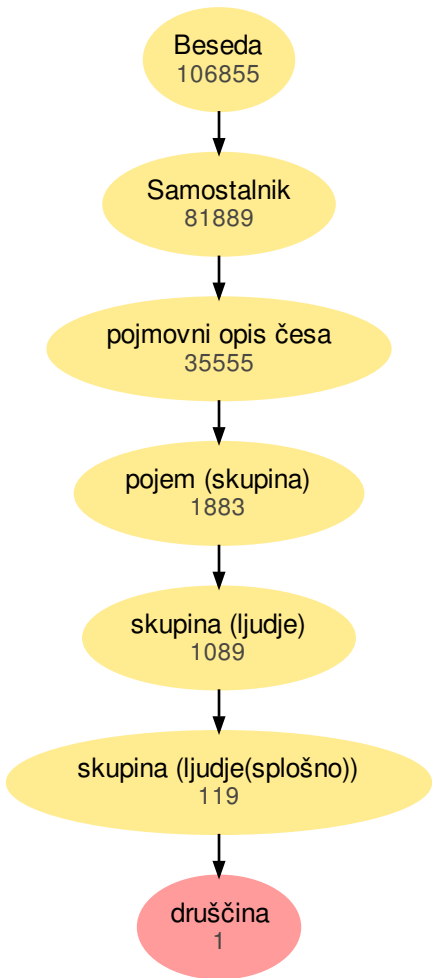 Beseda
106855
Samostalnik
81889
pojmovni opis česa
35555
pojem (skupina)
1883
skupina (ljudje)
1089
skupina (ljudje(splošno))
119
druščina
1